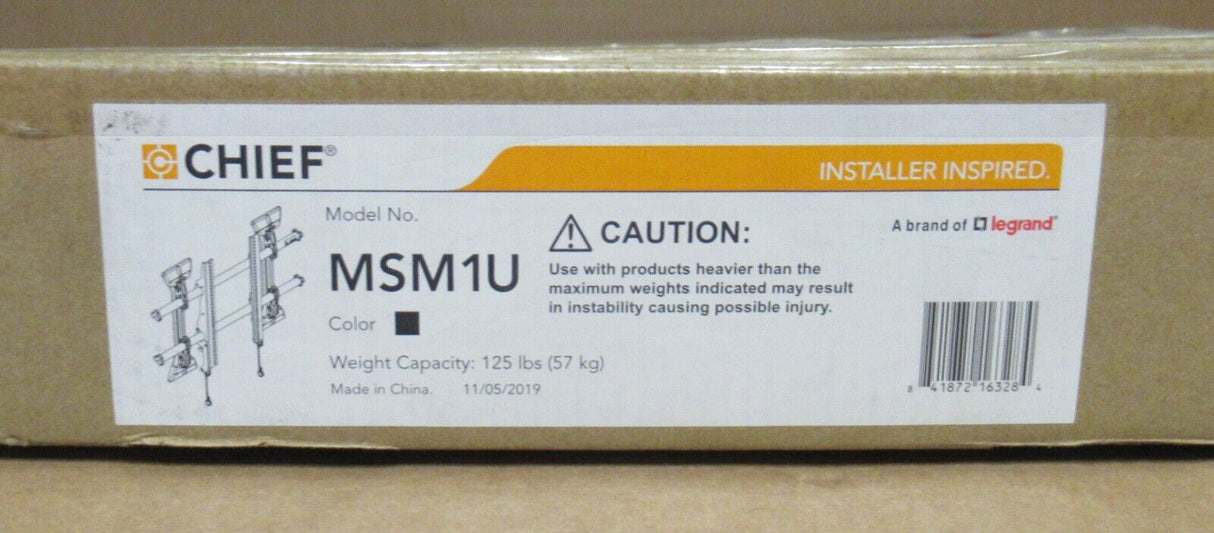 CHIEF®
INSTALLER INSPIRED.
Model No.
MSM1U
Color
Weight Capacity: 125 lbs (57 kg)
Made in China. 11/05/2019
CAUTION:
Use with products heavier than the
maximum weights indicated may result
in instability causing possible injury.
A brand of legrand®
8 41872 16328 4